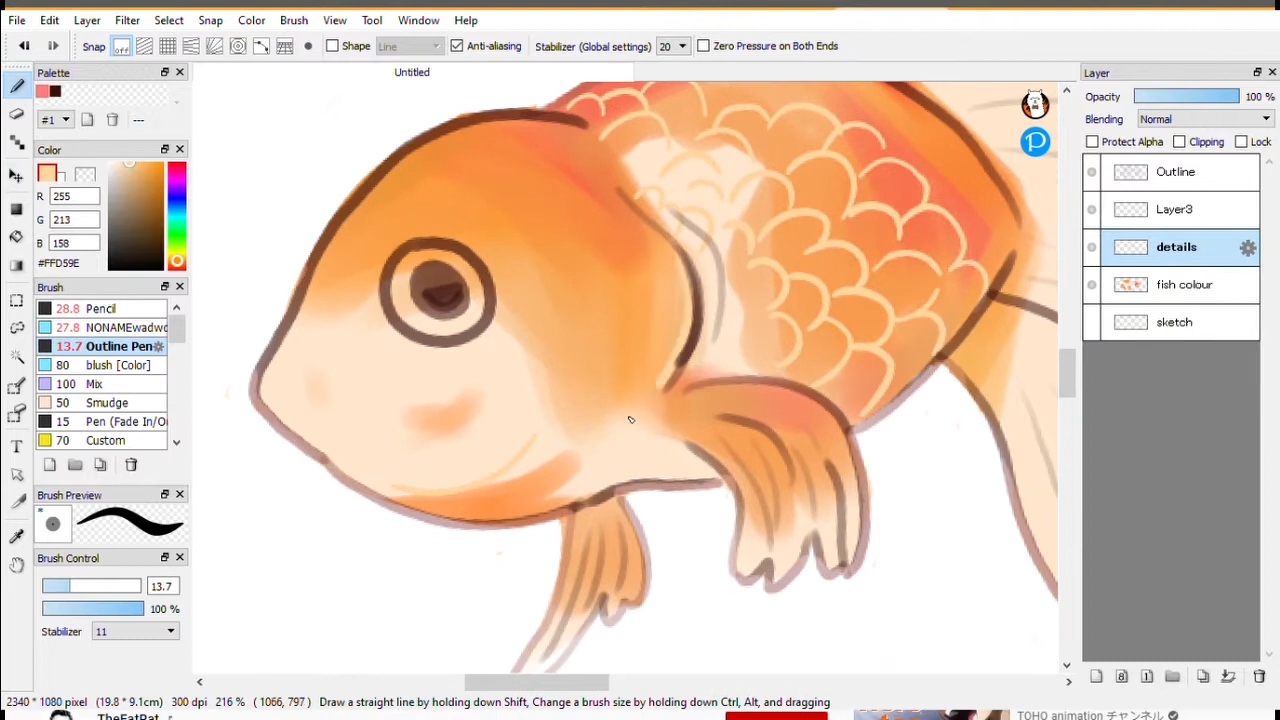 File Edit Layer Filter Select Snap Color Brush View Tool Window Help
Snap off Shape Line Anti-aliasing Stabilizer (Global settings) 20 Zero Pressure on Both Ends
Palette
#1 ---
Color
R 255
G 213
B 158
#FFD59E
Brush
28.8 Pencil
27.8 NONAMEwadwo
13.7 Outline Pen
80 blush [Color]
100 Mix
50 Smudge
15 Pen (Fade In/O
70 Custom
Brush Preview
Brush Control
13.7
100 %
Stabilizer 11
Untitled
Layer
Opacity 100 %
Blending Normal
Protect Alpha Clipping Lock
Outline
Layer3
details
fish colour
sketch
2340 * 1080 pixel (19.8 * 9.1cm) 300 dpi 216 % (1066, 797) Draw a straight line by holding down Shift, Change a brush size by holding down Ctrl, Alt, and dragging
TheFatRat
TOHO animation チャンネル